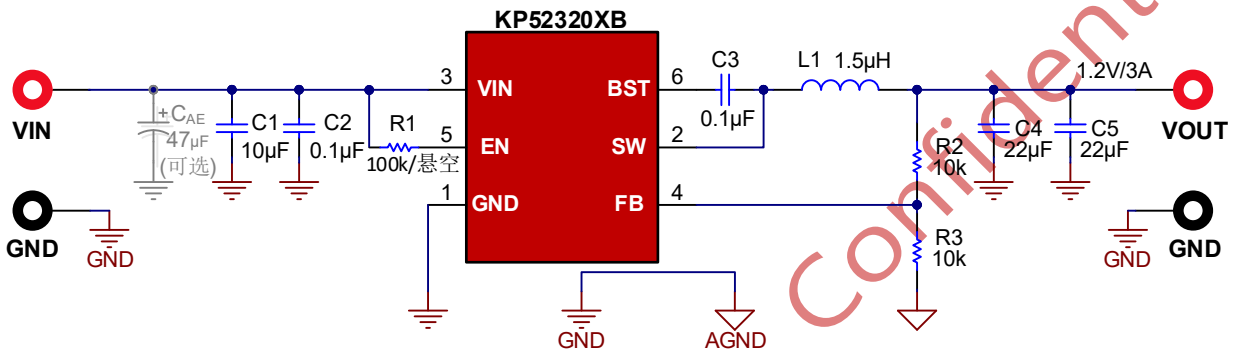 KP52320XB
VIN
GND
GND
+
CAE
47μF
(可选)
C1
10μF
C2
0.1μF
R1
100k/悬空
3
5
1
VIN
EN
GND
BST
SW
FB
6
2
4
C3
0.1μF
L1
1.5μH
R2
10k
R3
10k
C4
22μF
C5
22μF
1.2V/3A
VOUT
GND
GND
GND
AGND
Confident